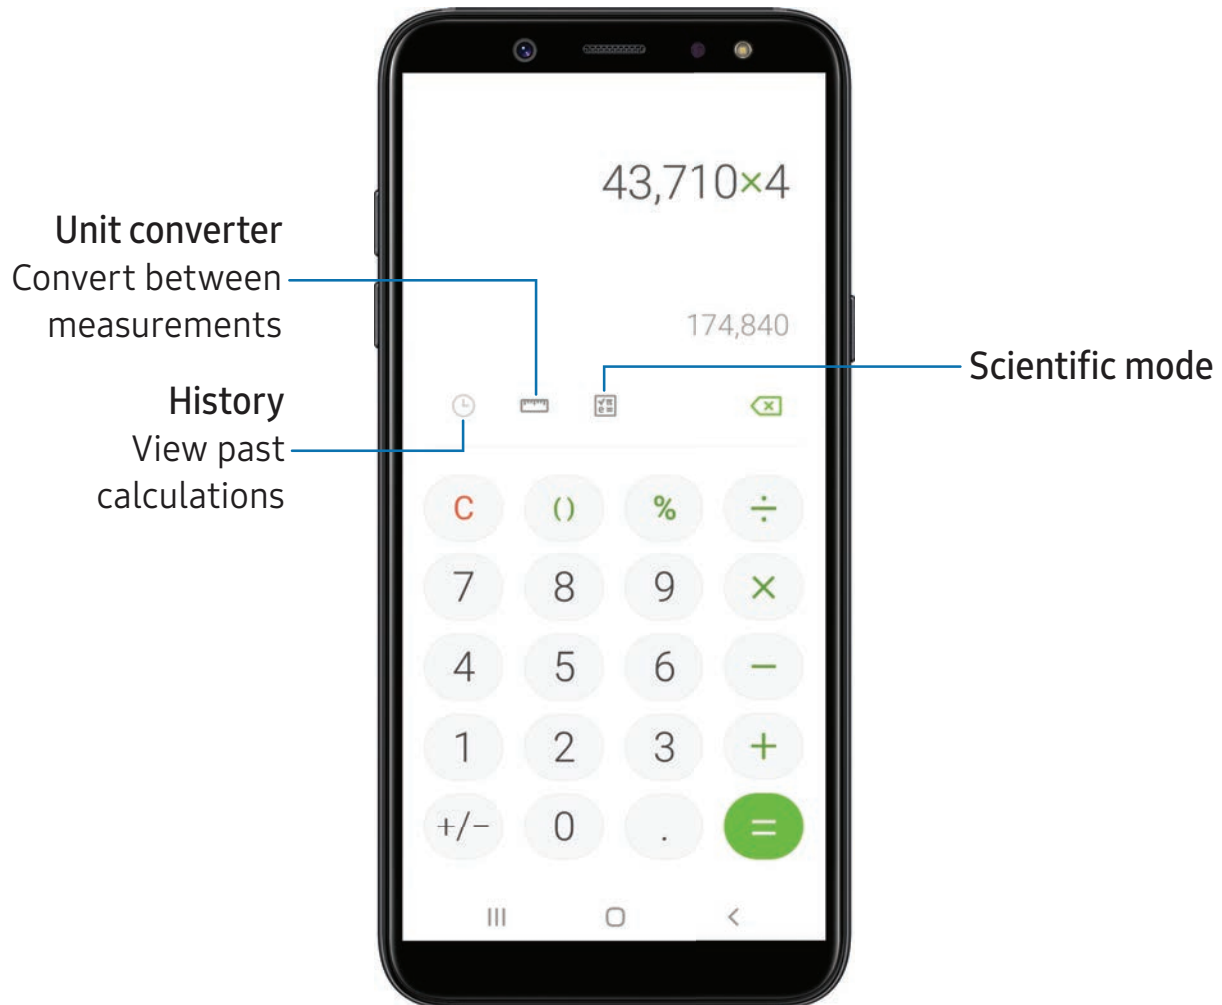 43,710×4
Unit converter
Convert between
measurements
174,840
Scientific mode
History
View past
calculations
C () % ÷
7 8 9 ×
4 5 6 −
1 2 3 +
+/− 0 . =